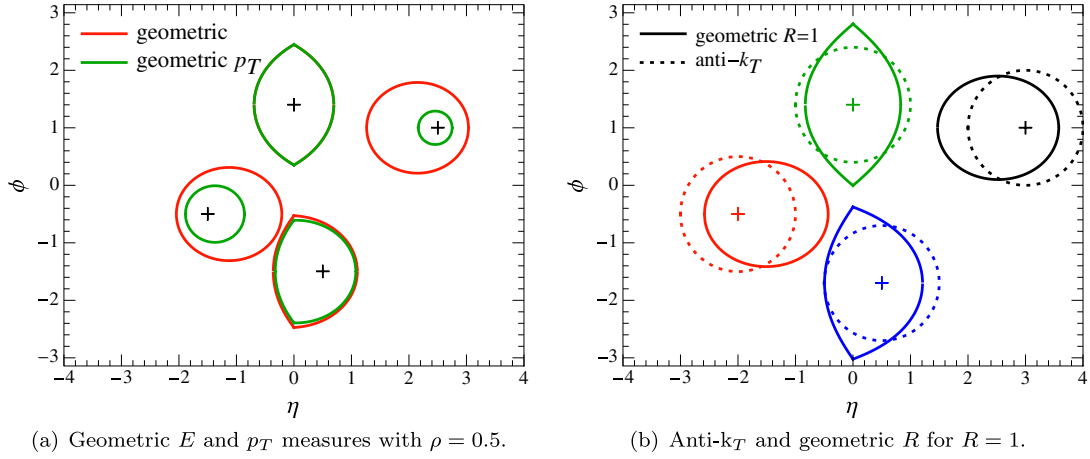 geometric
geometric pT
3
2
1
0
−1
−2
−3
ϕ
−4 −3 −2 −1 0 1 2 3 4
η
(a) Geometric E and pT measures with ρ = 0.5.
geometric R=1
anti−kT
3
2
1
0
−1
−2
−3
ϕ
−4 −3 −2 −1 0 1 2 3 4
η
(b) Anti-kT and geometric R for R = 1.